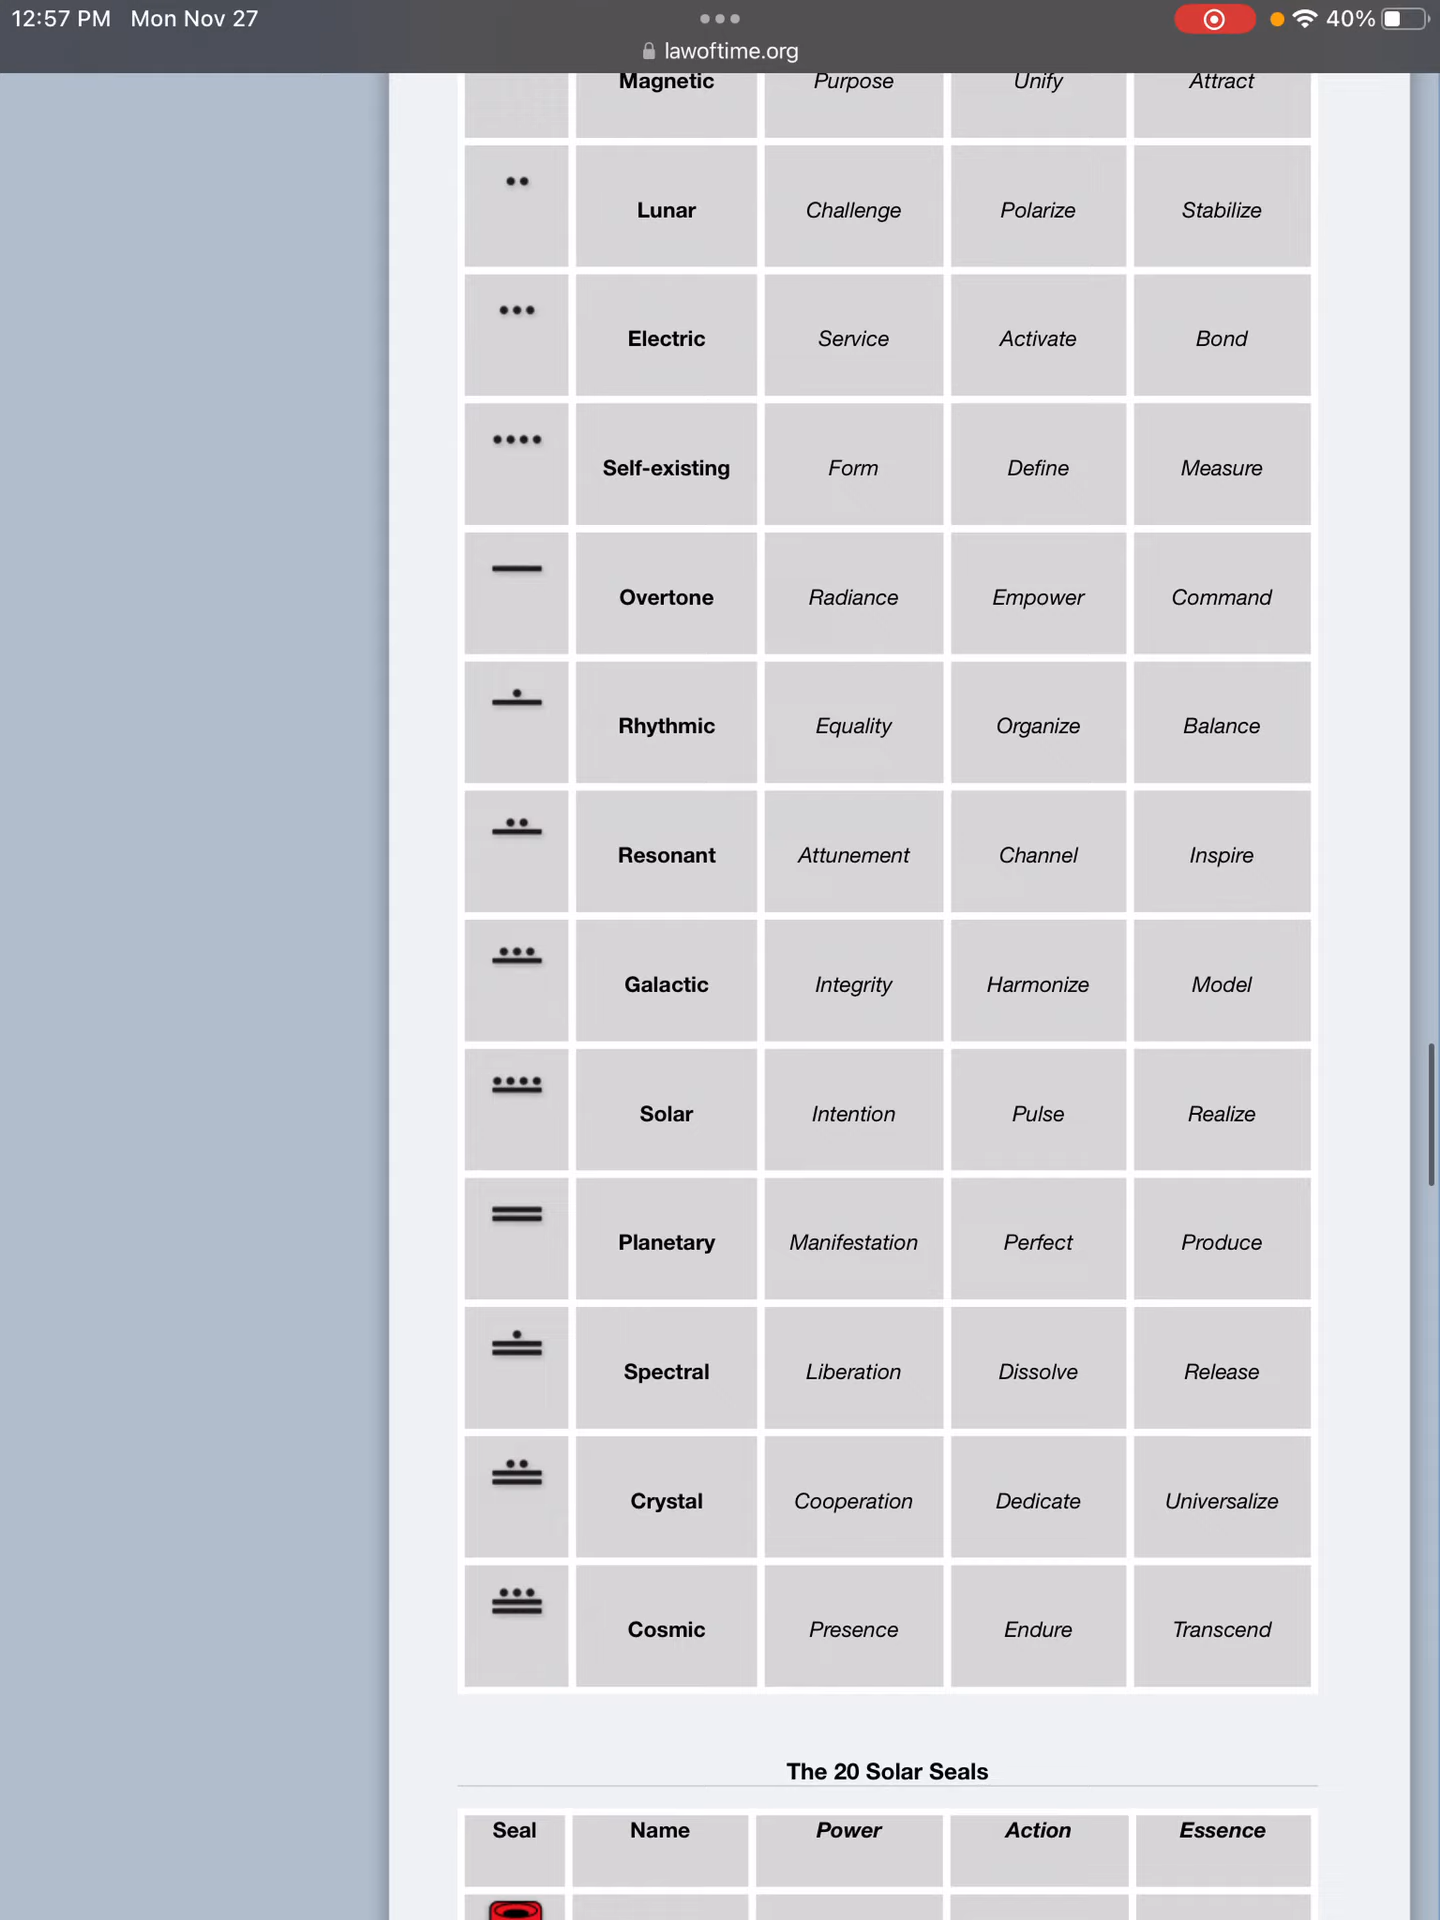 12:57 PM Mon Nov 27 40%
lawoftime.org
Magnetic Purpose Unify Attract
Lunar Challenge Polarize Stabilize
Electric Service Activate Bond
Self-existing Form Define Measure
Overtone Radiance Empower Command
Rhythmic Equality Organize Balance
Resonant Attunement Channel Inspire
Galactic Integrity Harmonize Model
Solar Intention Pulse Realize
Planetary Manifestation Perfect Produce
Spectral Liberation Dissolve Release
Crystal Cooperation Dedicate Universalize
Cosmic Presence Endure Transcend
The 20 Solar Seals
Seal Name Power Action Essence